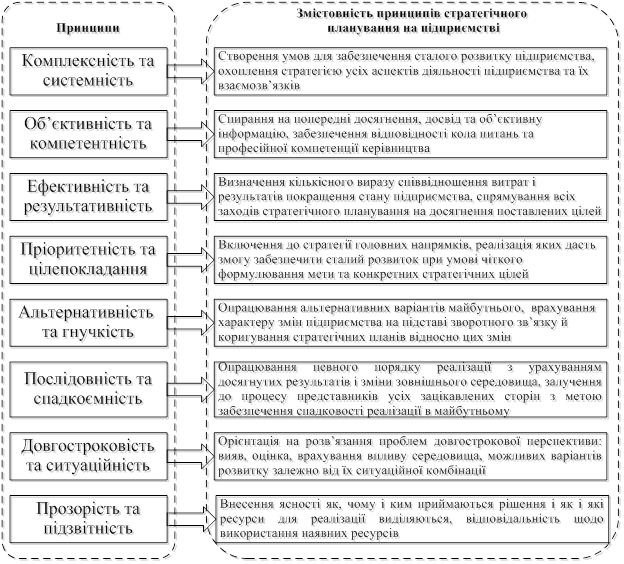 Принципи
Змістовність принципів стратегічного
планування на підприємстві
Комплексність та
системність
Створення умов для забезпечення сталого розвитку підприємства,
охоплення стратегією усіх аспектів діяльності підприємства та їх
взаємозв’язків
Об’єктивність та
компетентність
Спирання на попередні досягнення, досвід та об’єктивну
інформацію, забезпечення відповідності кола питань та
професійної компетенції керівництва
Ефективність та
результативність
Визначення кількісного виразу співвідношення витрат і
результатів покращення стану підприємства, спрямування всіх
заходів стратегічного планування на досягнення поставлених цілей
Пріоритетність та
цілепокладання
Включення до стратегії головних напрямків, реалізація яких дасть
змогу забезпечити сталий розвиток при умові чіткого
формулювання мети та конкретних стратегічних цілей
Альтернативність
та гнучкість
Опрацювання альтернативних варіантів майбутнього, врахування
характеру змін підприємства на підставі зворотного зв’язку й
коригування стратегічних планів відносно цих змін
Послідовність та
спадкоємність
Опрацювання певного порядку реалізації з урахуванням
досягнутих результатів і зміни зовнішнього середовища, залучення
до процесу представників усіх зацікавлених сторін з метою
забезпечення спадковості реалізації в майбутньому
Довгостроковість
та ситуаційність
Орієнтація на розв’язання проблем довгострокової перспективи:
вияв, оцінка, врахування впливу середовища, можливих варіантів
розвитку залежно від їх ситуаційної комбінації
Прозорість та
підзвітність
Внесення ясності як, чому і ким приймаються рішення і як і які
ресурси для реалізації виділяються, відповідальність щодо
використання наявних ресурсів